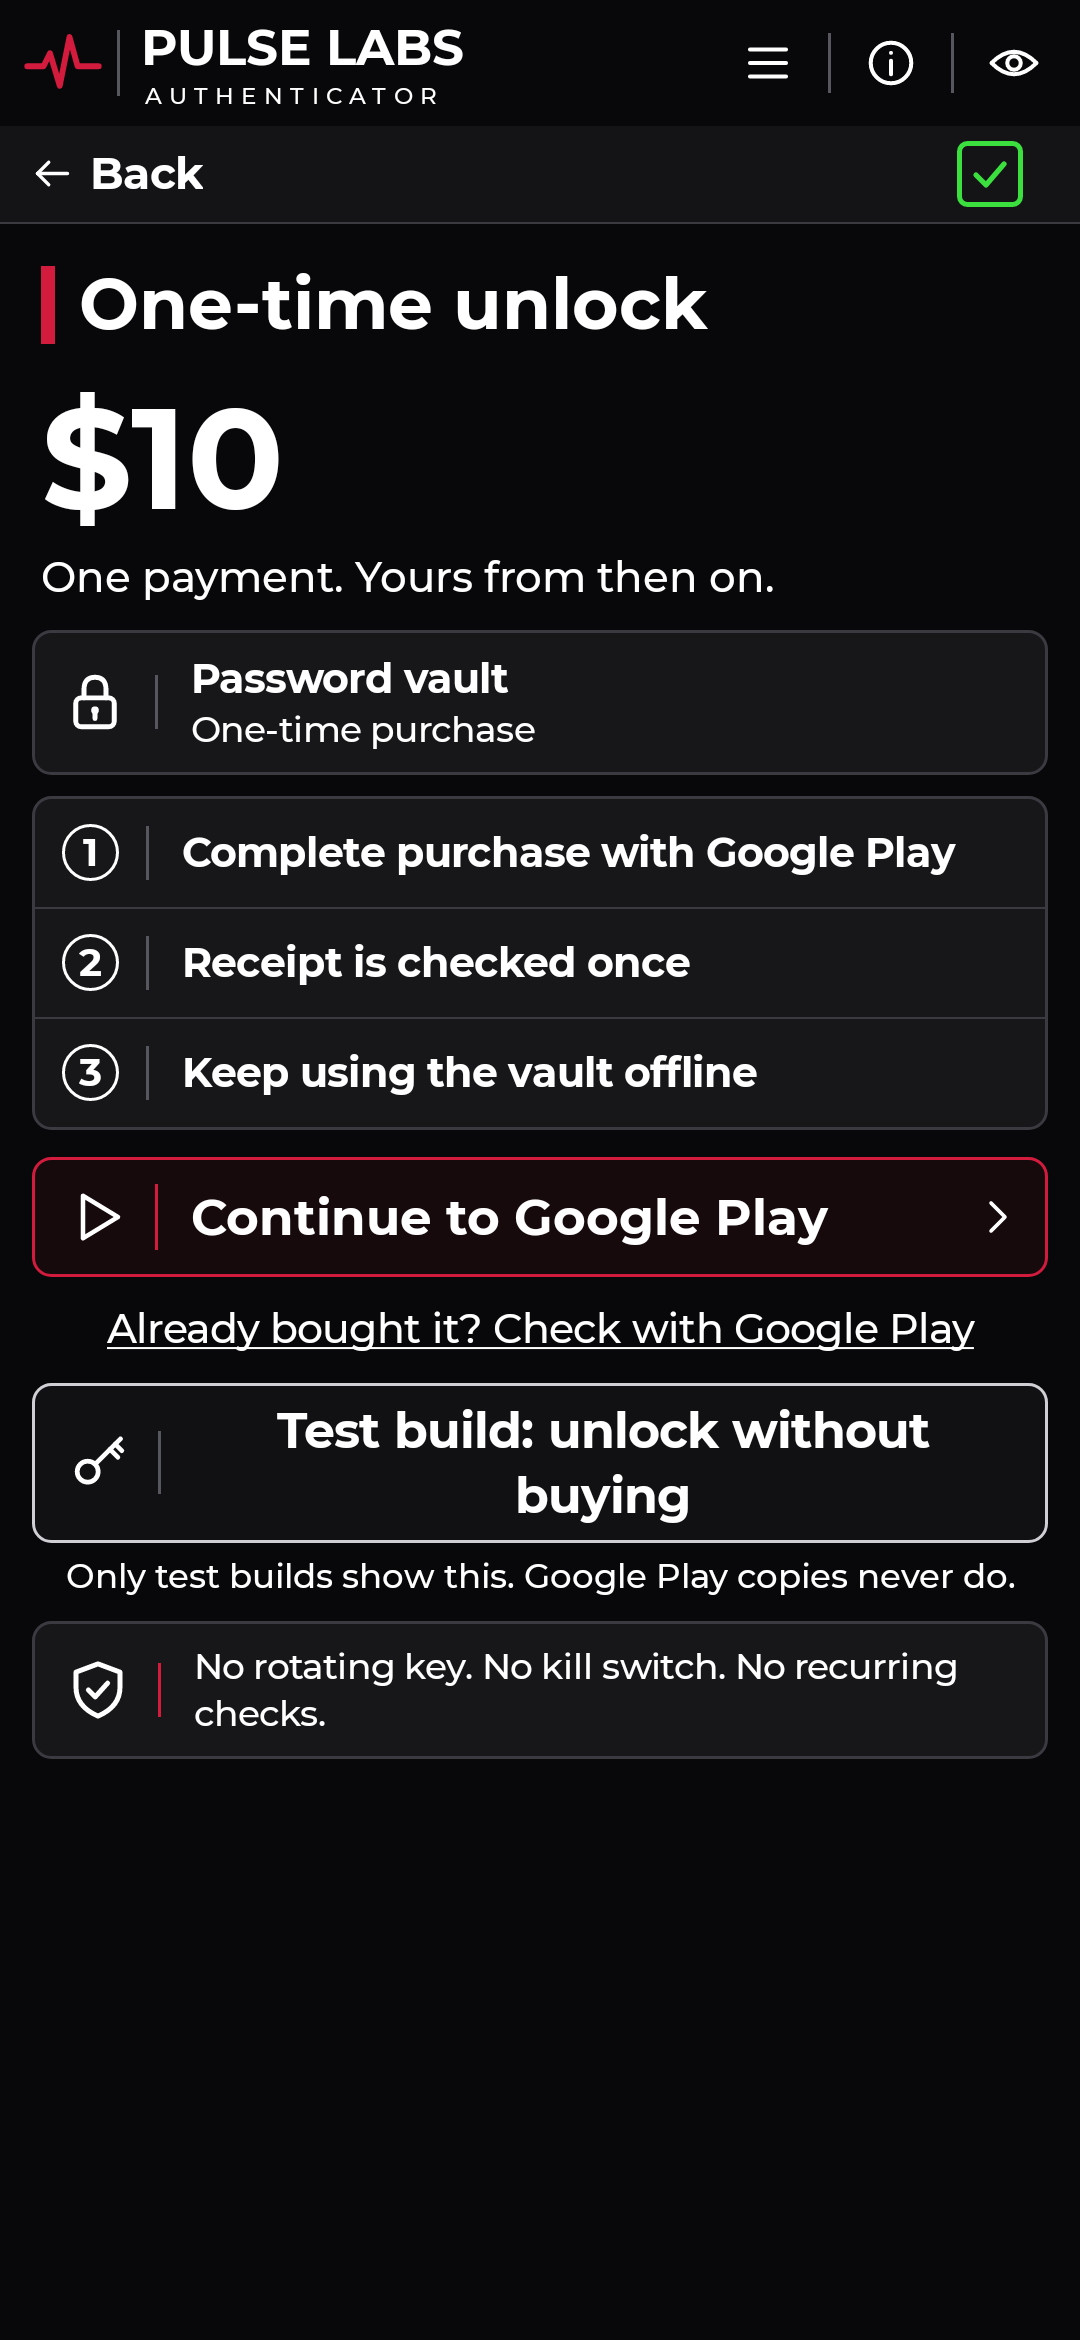 PULSE LABS
AUTHENTICATOR
Back
One-time unlock
$10
One payment. Yours from then on.
Password vault
One-time purchase
1 Complete purchase with Google Play
2 Receipt is checked once
3 Keep using the vault offline
Continue to Google Play
Already bought it? Check with Google Play
Test build: unlock without
buying
Only test builds show this. Google Play copies never do.
No rotating key. No kill switch. No recurring
checks.